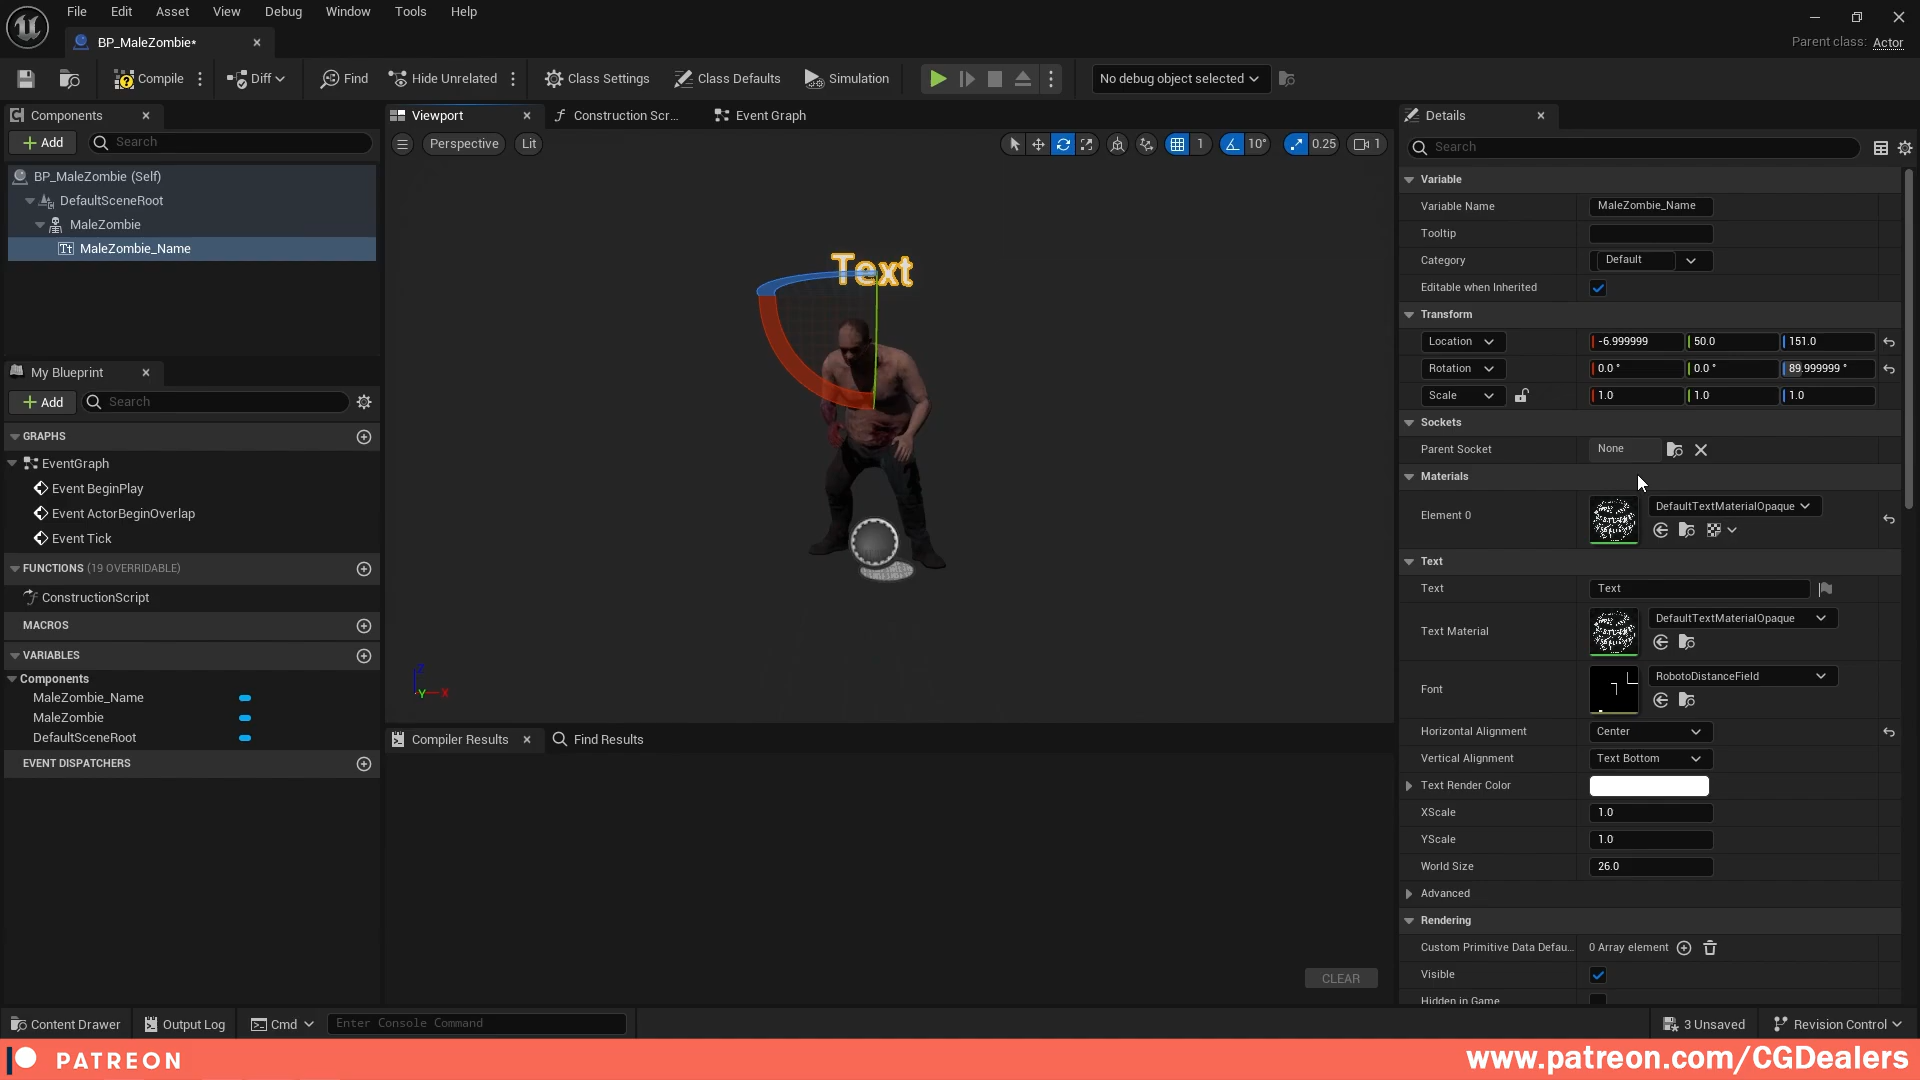 File Edit Asset View Debug Window Tools Help
BP_MaleZombie*
Parent class: Actor
Compile Diff Find Hide Unrelated Class Settings Class Defaults Simulation No debug object selected
Components
Add Search
BP_MaleZombie (Self)
DefaultSceneRoot
MaleZombie
MaleZombie_Name
My Blueprint
Add Search
GRAPHS
EventGraph
Event BeginPlay
Event ActorBeginOverlap
Event Tick
FUNCTIONS (19 OVERRIDABLE)
ConstructionScript
MACROS
VARIABLES
Components
MaleZombie_Name
MaleZombie
DefaultSceneRoot
EVENT DISPATCHERS
Viewport Construction Scr... Event Graph
Perspective Lit 1 10° 0.25 1
Text
Z
Y X
Compiler Results Find Results
CLEAR
Details
Search
Variable
Variable Name MaleZombie_Name
Tooltip
Category Default
Editable when Inherited
Transform
Location -6.999999 50.0 151.0
Rotation 0.0 ° 0.0 ° 89.999999 °
Scale 1.0 1.0 1.0
Sockets
Parent Socket None
Materials
Element 0 DefaultTextMaterialOpaque
Text
Text Text
Text Material DefaultTextMaterialOpaque
Font RobotoDistanceField
Horizontal Alignment Center
Vertical Alignment Text Bottom
Text Render Color
XScale 1.0
YScale 1.0
World Size 26.0
Advanced
Rendering
Custom Primitive Data Defau... 0 Array element
Visible
Hidden in Game
Content Drawer Output Log Cmd Enter Console Command 3 Unsaved Revision Control
PATREON www.patreon.com/CGDealers